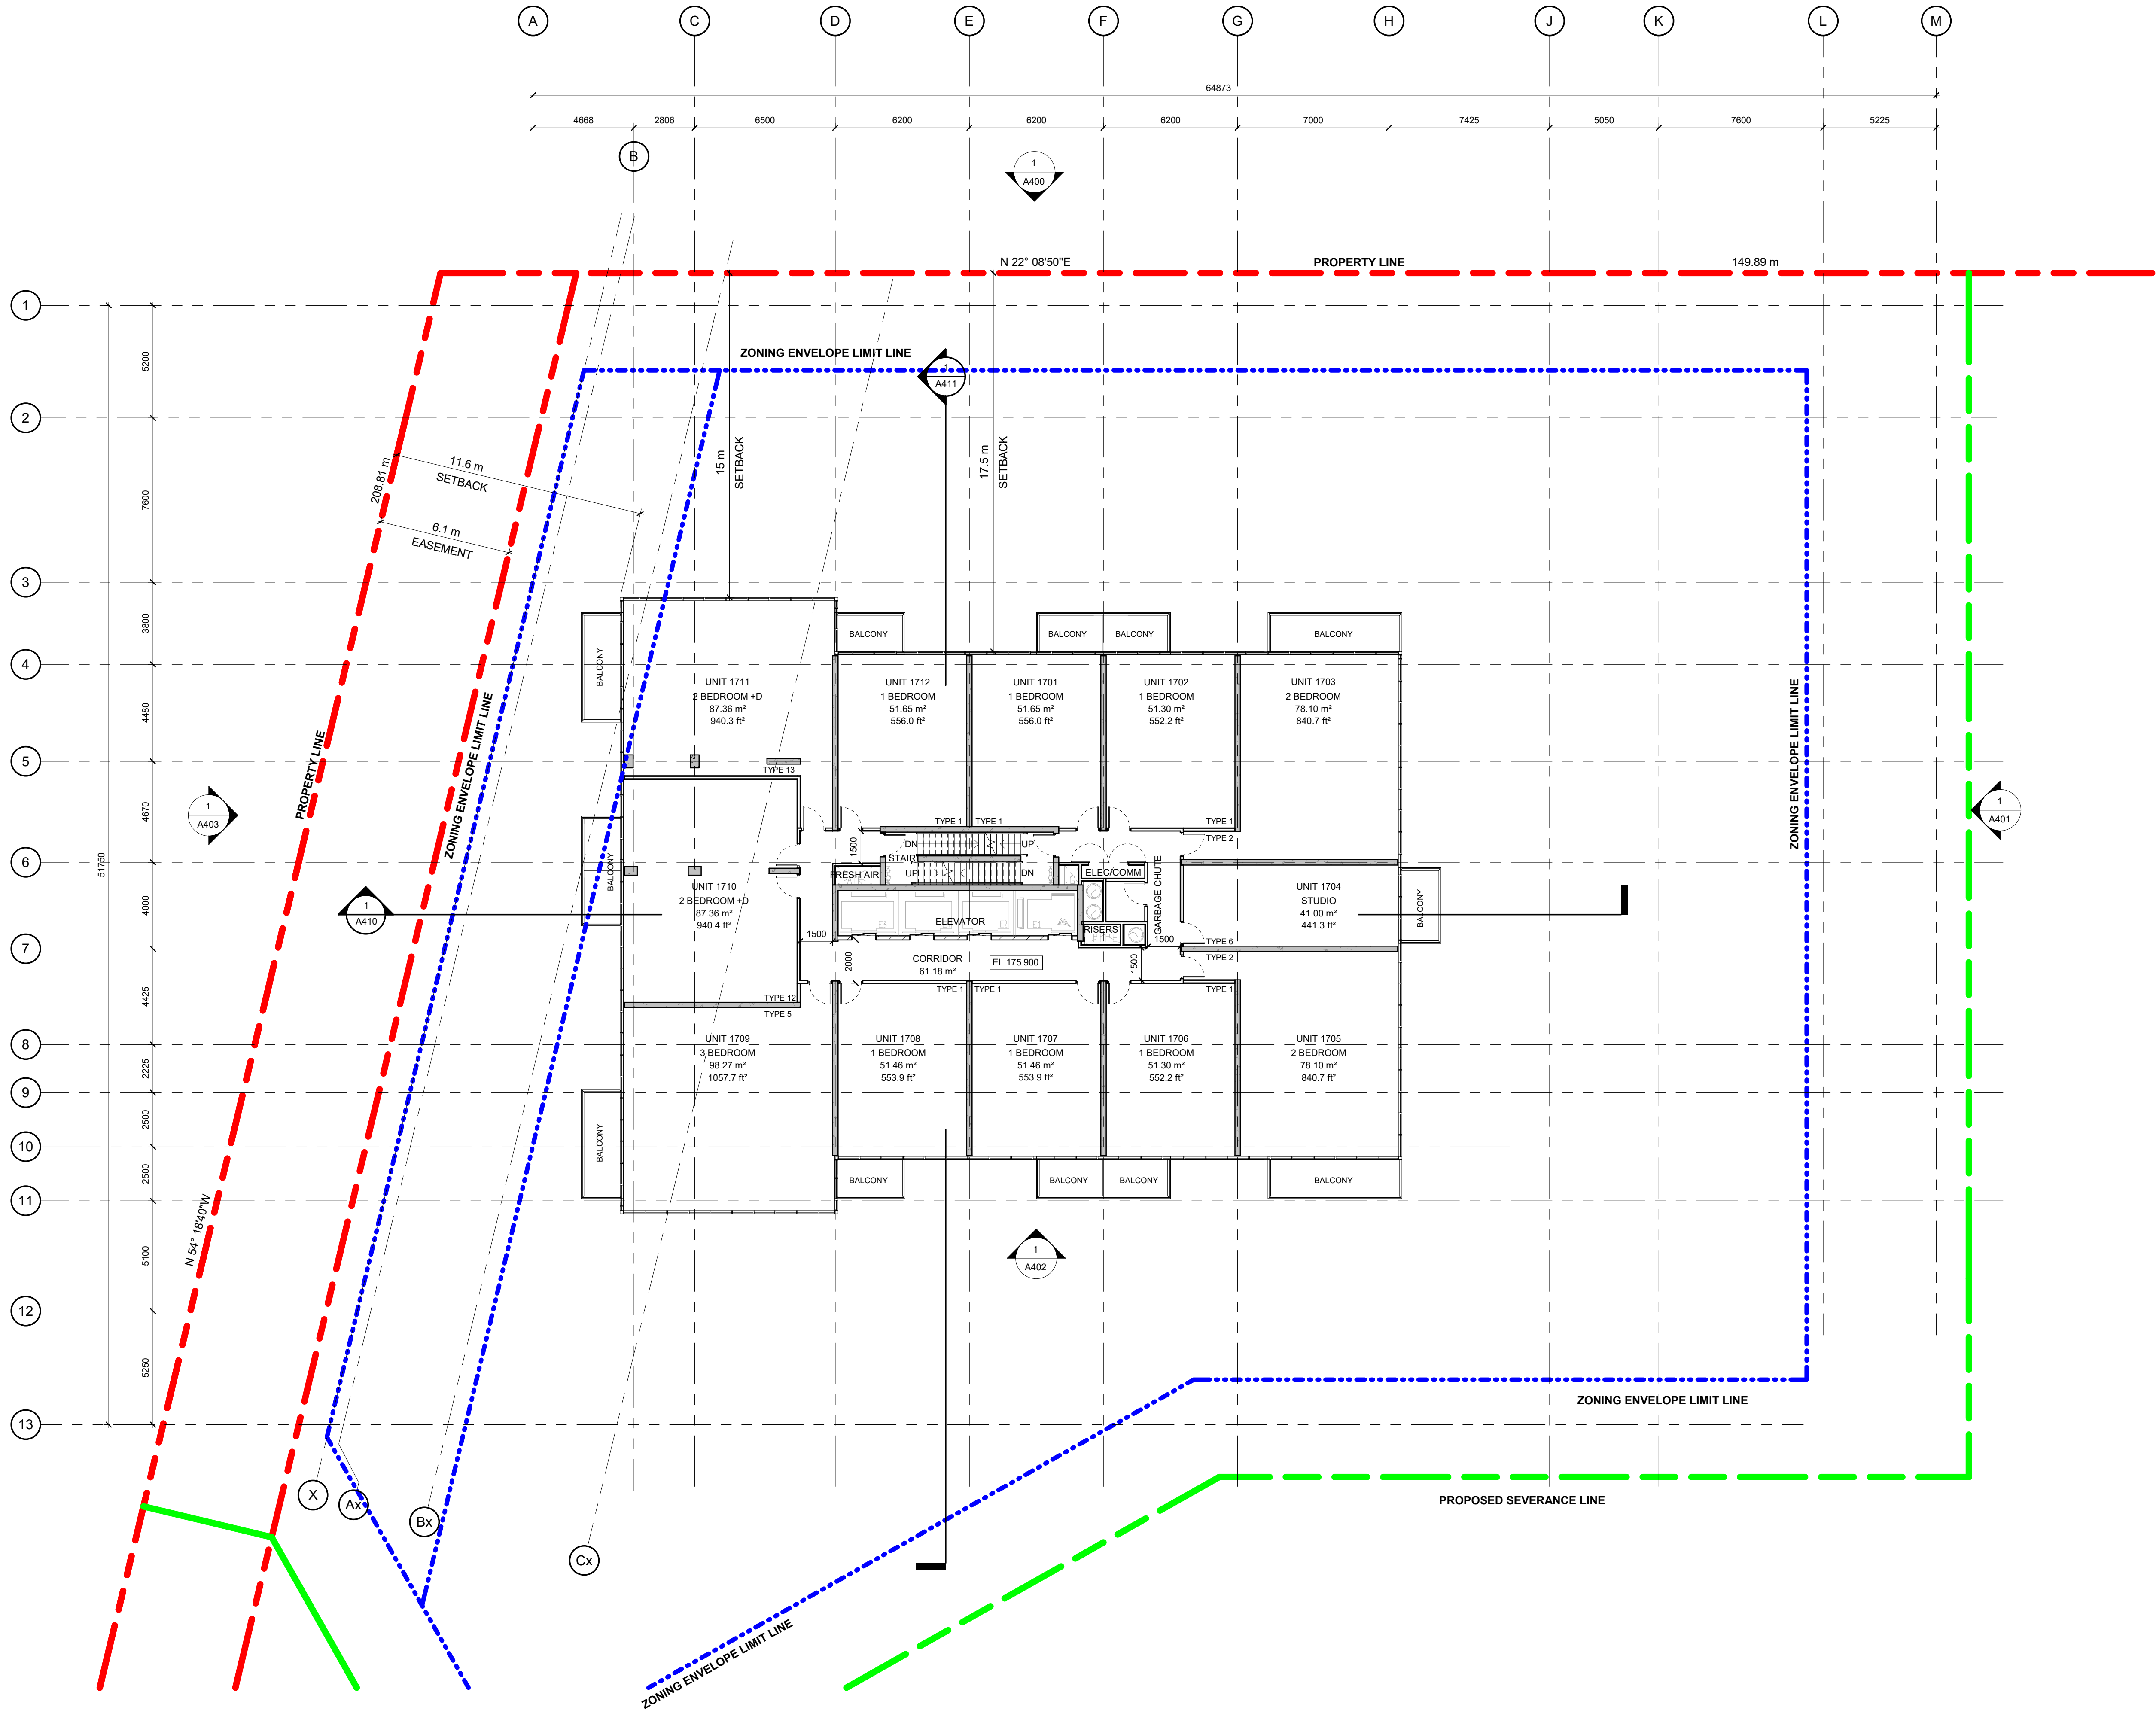 A
C
D
E
F
G
H
J
K
L
M
64873
4668
2806
6500
6200
6200
6200
7000
7425
5050
7600
5225
B
1
A400
N 22° 08'50"E
PROPERTY LINE
149.89 m
1
2
3
4
5
6
7
8
9
10
11
12
13
51750
5200
7600
3800
4480
4670
4000
4425
2225
2500
2500
5100
5250
ZONING ENVELOPE LIMIT LINE
1
A411
208.81 m
11.6 m
SETBACK
6.1 m
EASEMENT
15 m
SETBACK
17.5 m
SETBACK
PROPERTY LINE
ZONING ENVELOPE LIMIT LINE
ZONING ENVELOPE LIMIT LINE
N 54° 18'40"W
BALCONY
BALCONY
BALCONY
BALCONY
BALCONY
UNIT 1711
2 BEDROOM +D
87.36 m²
940.3 ft²
UNIT 1712
1 BEDROOM
51.65 m²
556.0 ft²
UNIT 1701
1 BEDROOM
51.65 m²
556.0 ft²
UNIT 1702
1 BEDROOM
51.30 m²
552.2 ft²
UNIT 1703
2 BEDROOM
78.10 m²
840.7 ft²
TYPE 13
TYPE 1
TYPE 1
TYPE 1
TYPE 2
1
A403
1
A401
1500
DN
UP
STAIR
UP
DN
FRESH AIR
ELEC/COMM
GARBAGE CHUTE
ELEVATOR
RISERS
BALCONY
UNIT 1710
2 BEDROOM +D
87.36 m²
940.4 ft²
UNIT 1704
STUDIO
41.00 m²
441.3 ft²
BALCONY
1
A410
1500
2000
CORRIDOR
61.18 m²
EL 175.900
1500
1500
TYPE 6
TYPE 2
TYPE 12
TYPE 5
TYPE 1
TYPE 1
TYPE 1
UNIT 1709
3 BEDROOM
98.27 m²
1057.7 ft²
UNIT 1708
1 BEDROOM
51.46 m²
553.9 ft²
UNIT 1707
1 BEDROOM
51.46 m²
553.9 ft²
UNIT 1706
1 BEDROOM
51.30 m²
552.2 ft²
UNIT 1705
2 BEDROOM
78.10 m²
840.7 ft²
BALCONY
BALCONY
BALCONY
BALCONY
BALCONY
1
A402
ZONING ENVELOPE LIMIT LINE
PROPOSED SEVERANCE LINE
X
Ax
Bx
Cx
ZONING ENVELOPE LIMIT LINE